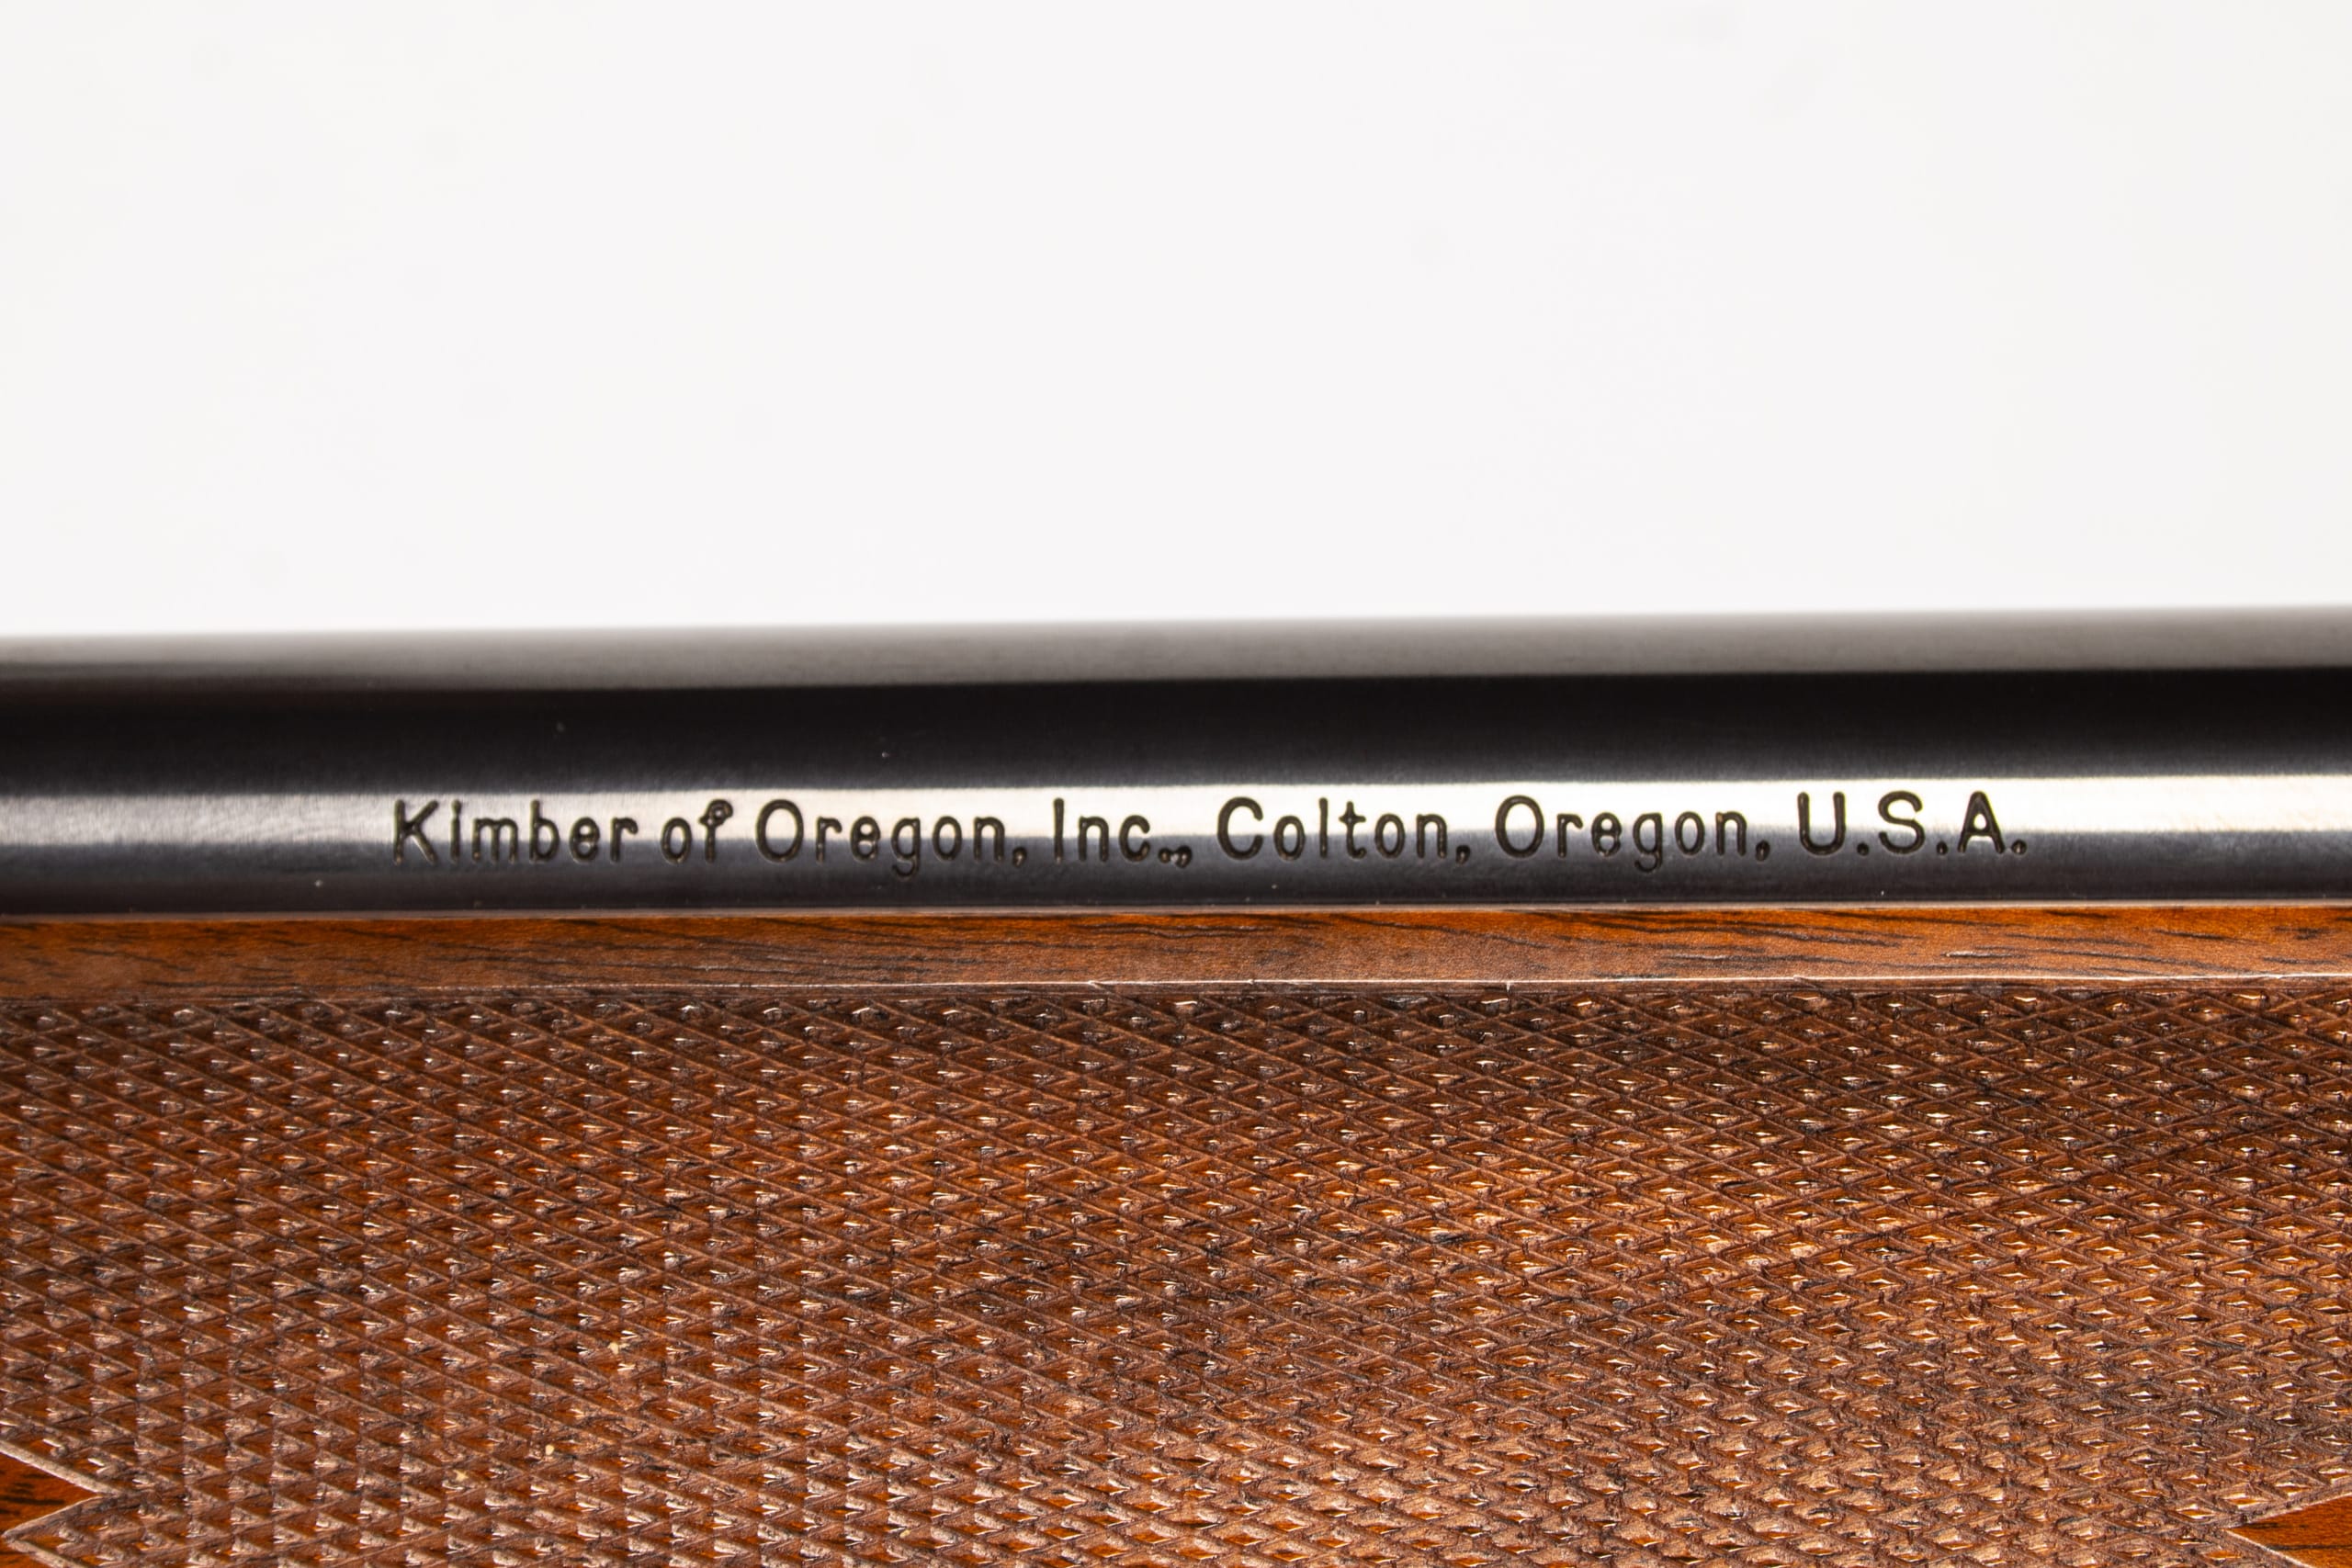 Kimber of Oregon, Inc., Colton, Oregon, U.S.A.